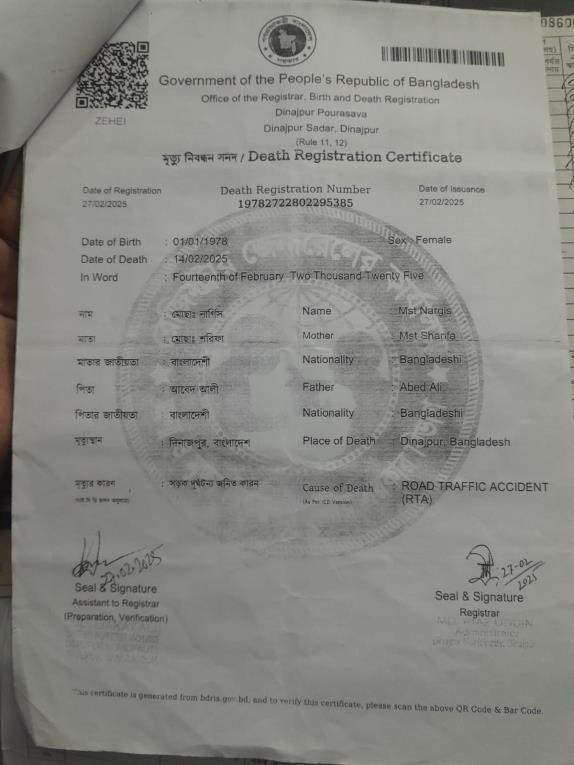 0860
ZEHEI
Government of the People's Republic of Bangladesh
Office of the Registrar, Birth and Death Registration
Dinajpur Pourasava
Dinajpur Sadar, Dinajpur
(Rule 11, 12)
মৃত্যু নিবন্ধন সনদ / Death Registration Certificate
Date of Registration Death Registration Number Date of Issuance
27/02/2025 19782722802295385 27/02/2025
Date of Birth : 01/01/1978 Sex : Female
Date of Death : 14/02/2025
In Word : Fourteenth of February Two Thousand Twenty Five
নাম : মোছাঃ নার্গিস Name : Mst Nargis
মাতা : মোছাঃ শরিফা Mother : Mst Sharifa
মাতার জাতীয়তা : বাংলাদেশী Nationality : Bangladeshi
পিতা : আবেদ আলী Father : Abed Ali
পিতার জাতীয়তা : বাংলাদেশী Nationality : Bangladeshi
মৃত্যুস্থান : দিনাজপুর, বাংলাদেশ Place of Death : Dinajpur, Bangladesh
মৃত্যুর কারণ : সড়ক দুর্ঘটনা জনিত কারন Cause of Death : ROAD TRAFFIC ACCIDENT
(As Per ICD Version) (RTA)
27.02.2025 27-02
2025
Seal & Signature Seal & Signature
Assistant to Registrar Registrar
(Preparation, Verification)
Administrator
This certificate is generated from bdris.gov.bd, and to verify this certificate, please scan the above QR Code & Bar Code.